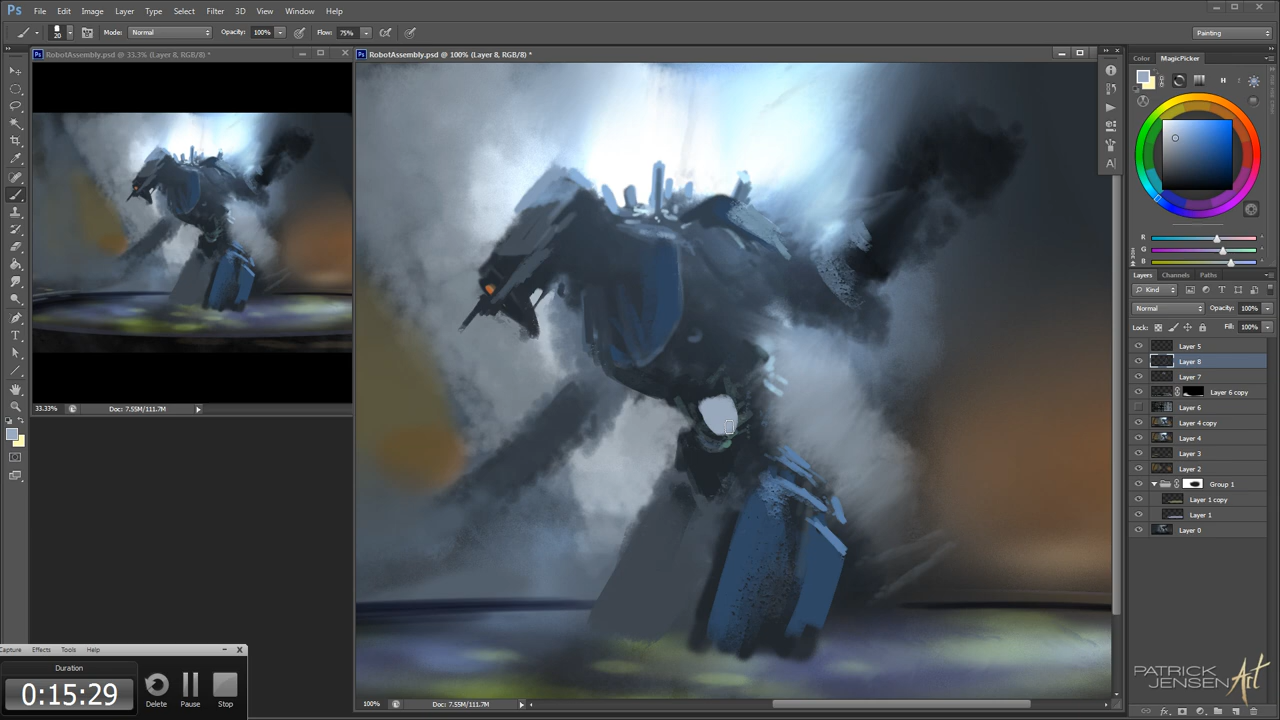 Ps File Edit Image Layer Type Select Filter 3D View Window Help
20 Mode: Normal Opacity: 100% Flow: 75% Painting
RobotAssembly.psd @ 33.3% (Layer 8, RGB/8) *
RobotAssembly.psd @ 100% (Layer 8, RGB/8) *
Color MagicPicker
H
R
G
B
Layers Channels Paths
Kind
Normal Opacity: 100%
Lock: Fill: 100%
Layer 5
Layer 8
Layer 7
Layer 6 copy
Layer 6
Layer 4 copy
Layer 4
Layer 3
Layer 2
Group 1
Layer 1 copy
Layer 1
Layer 0
33.33% Doc: 7.55M/111.7M
Capture Effects Tools Help
Duration
0:15:29
Delete Pause Stop
100% Doc: 7.55M/111.7M
PATRICK
JENSEN Art